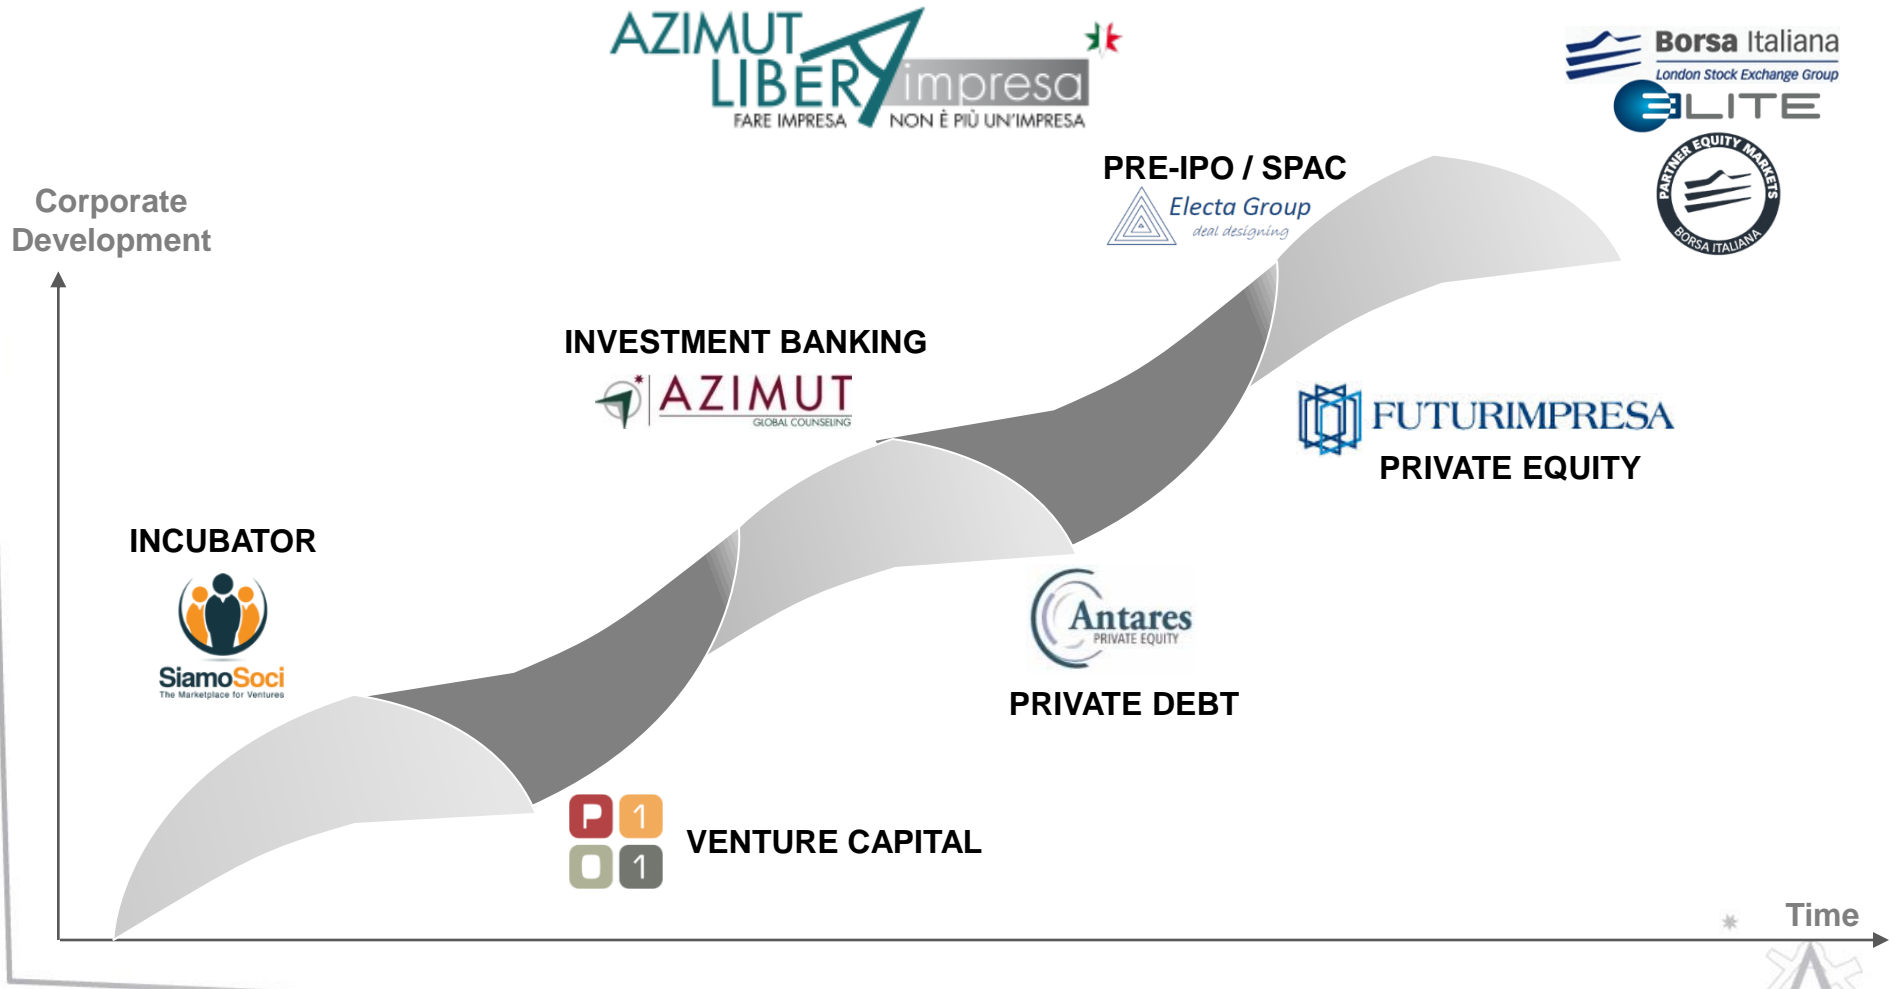 AZIMUT
LIBERA impresa
FARE IMPRESA NON È PIÙ UN'IMPRESA
Borsa Italiana
London Stock Exchange Group
ELITE
PARTNER EQUITY MARKETS
BORSA ITALIANA
PRE-IPO / SPAC
Electa Group
deal designing
Corporate
Development
INVESTMENT BANKING
AZIMUT
GLOBAL COUNSELING
FUTURIMPRESA
PRIVATE EQUITY
INCUBATOR
SiamoSoci
The Marketplace for Ventures
Antares
PRIVATE EQUITY
PRIVATE DEBT
P 1
0 1
VENTURE CAPITAL
Time